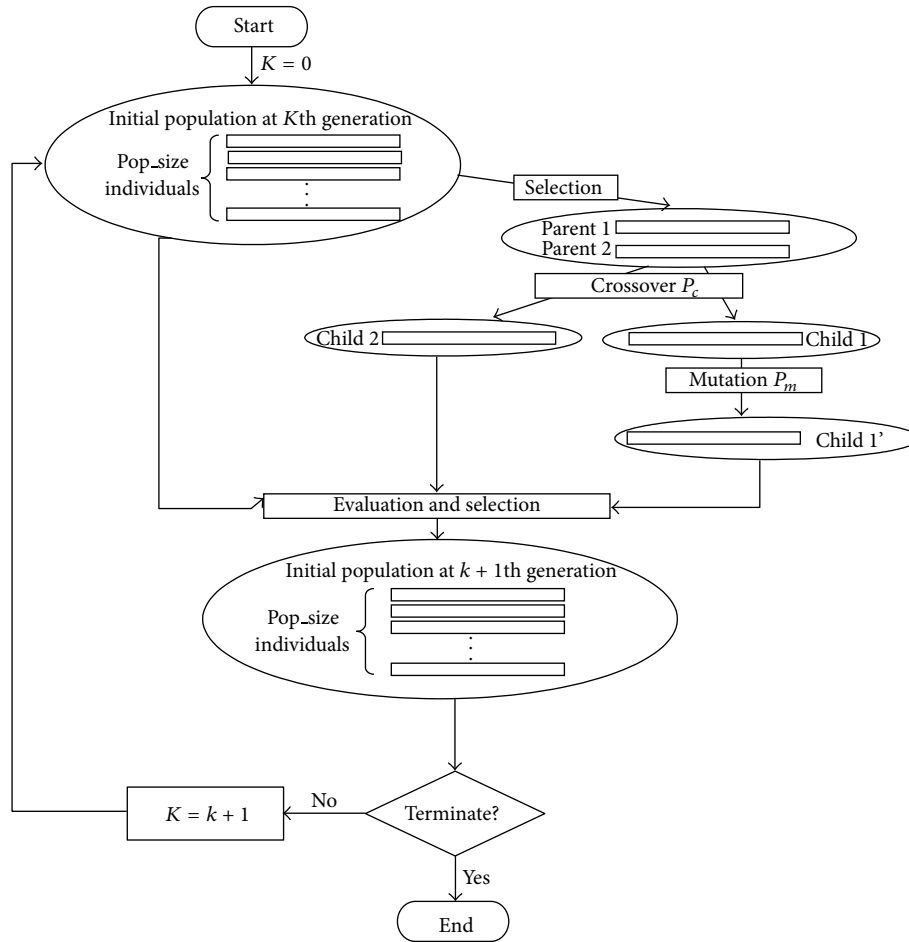 Start
K = 0
Initial population at Kth generation
Pop_size
individuals
Selection
Parent 1
Parent 2
Crossover P_c
Child 2
Child 1
Mutation P_m
Child 1'
Evaluation and selection
Initial population at k + 1th generation
Pop_size
individuals
No
K = k + 1
Terminate?
Yes
End